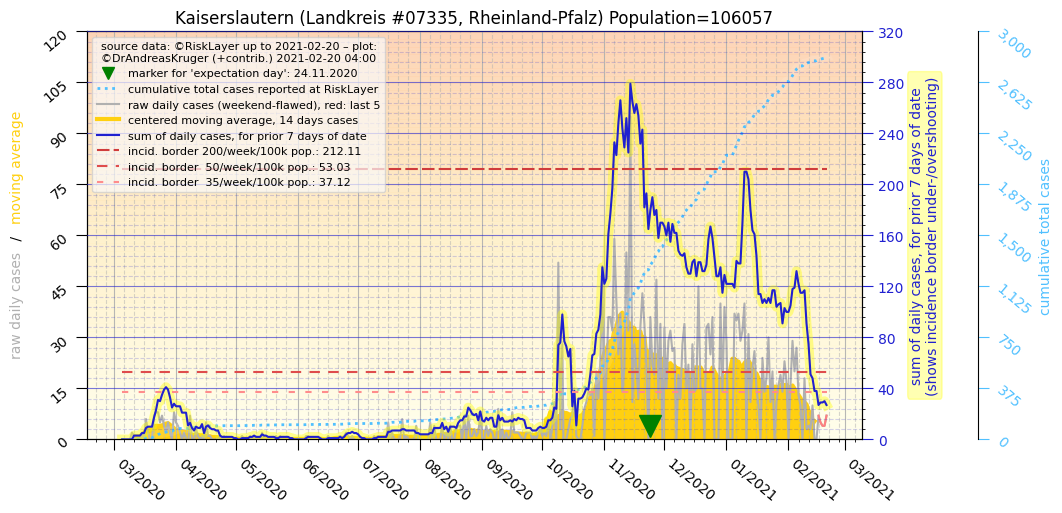 Kaiserslautern (Landkreis #07335, Rheinland-Pfalz) Population=106057
source data: ©RiskLayer up to 2021-02-20 – plot:
©DrAndreasKruger (+contrib.) 2021-02-20 04:00
marker for 'expectation day': 24.11.2020
cumulative total cases reported at RiskLayer
raw daily cases (weekend-flawed), red: last 5
centered moving average, 14 days cases
sum of daily cases, for prior 7 days of date
incid. border 200/week/100k pop.: 212.11
incid. border  50/week/100k pop.: 53.03
incid. border  35/week/100k pop.: 37.12
raw daily cases / moving average
120
105
90
75
60
45
30
15
0
03/2020
04/2020
05/2020
06/2020
07/2020
08/2020
09/2020
10/2020
11/2020
12/2020
01/2021
02/2021
03/2021
320
280
240
200
160
120
80
40
0
sum of daily cases, for prior 7 days of date
(shows incidence border under-/overshooting)
3,000
2,625
2,250
1,875
1,500
1,125
750
375
0
cumulative total cases